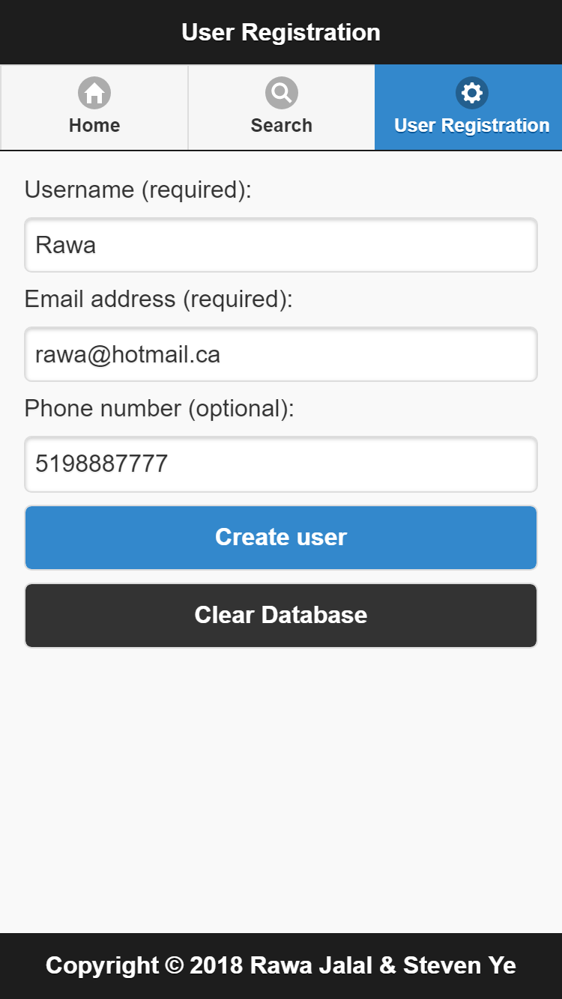 User Registration
Home
Search
User Registration
Username (required):
Rawa
Email address (required):
rawa@hotmail.ca
Phone number (optional):
5198887777
Create user
Clear Database
Copyright © 2018 Rawa Jalal & Steven Ye